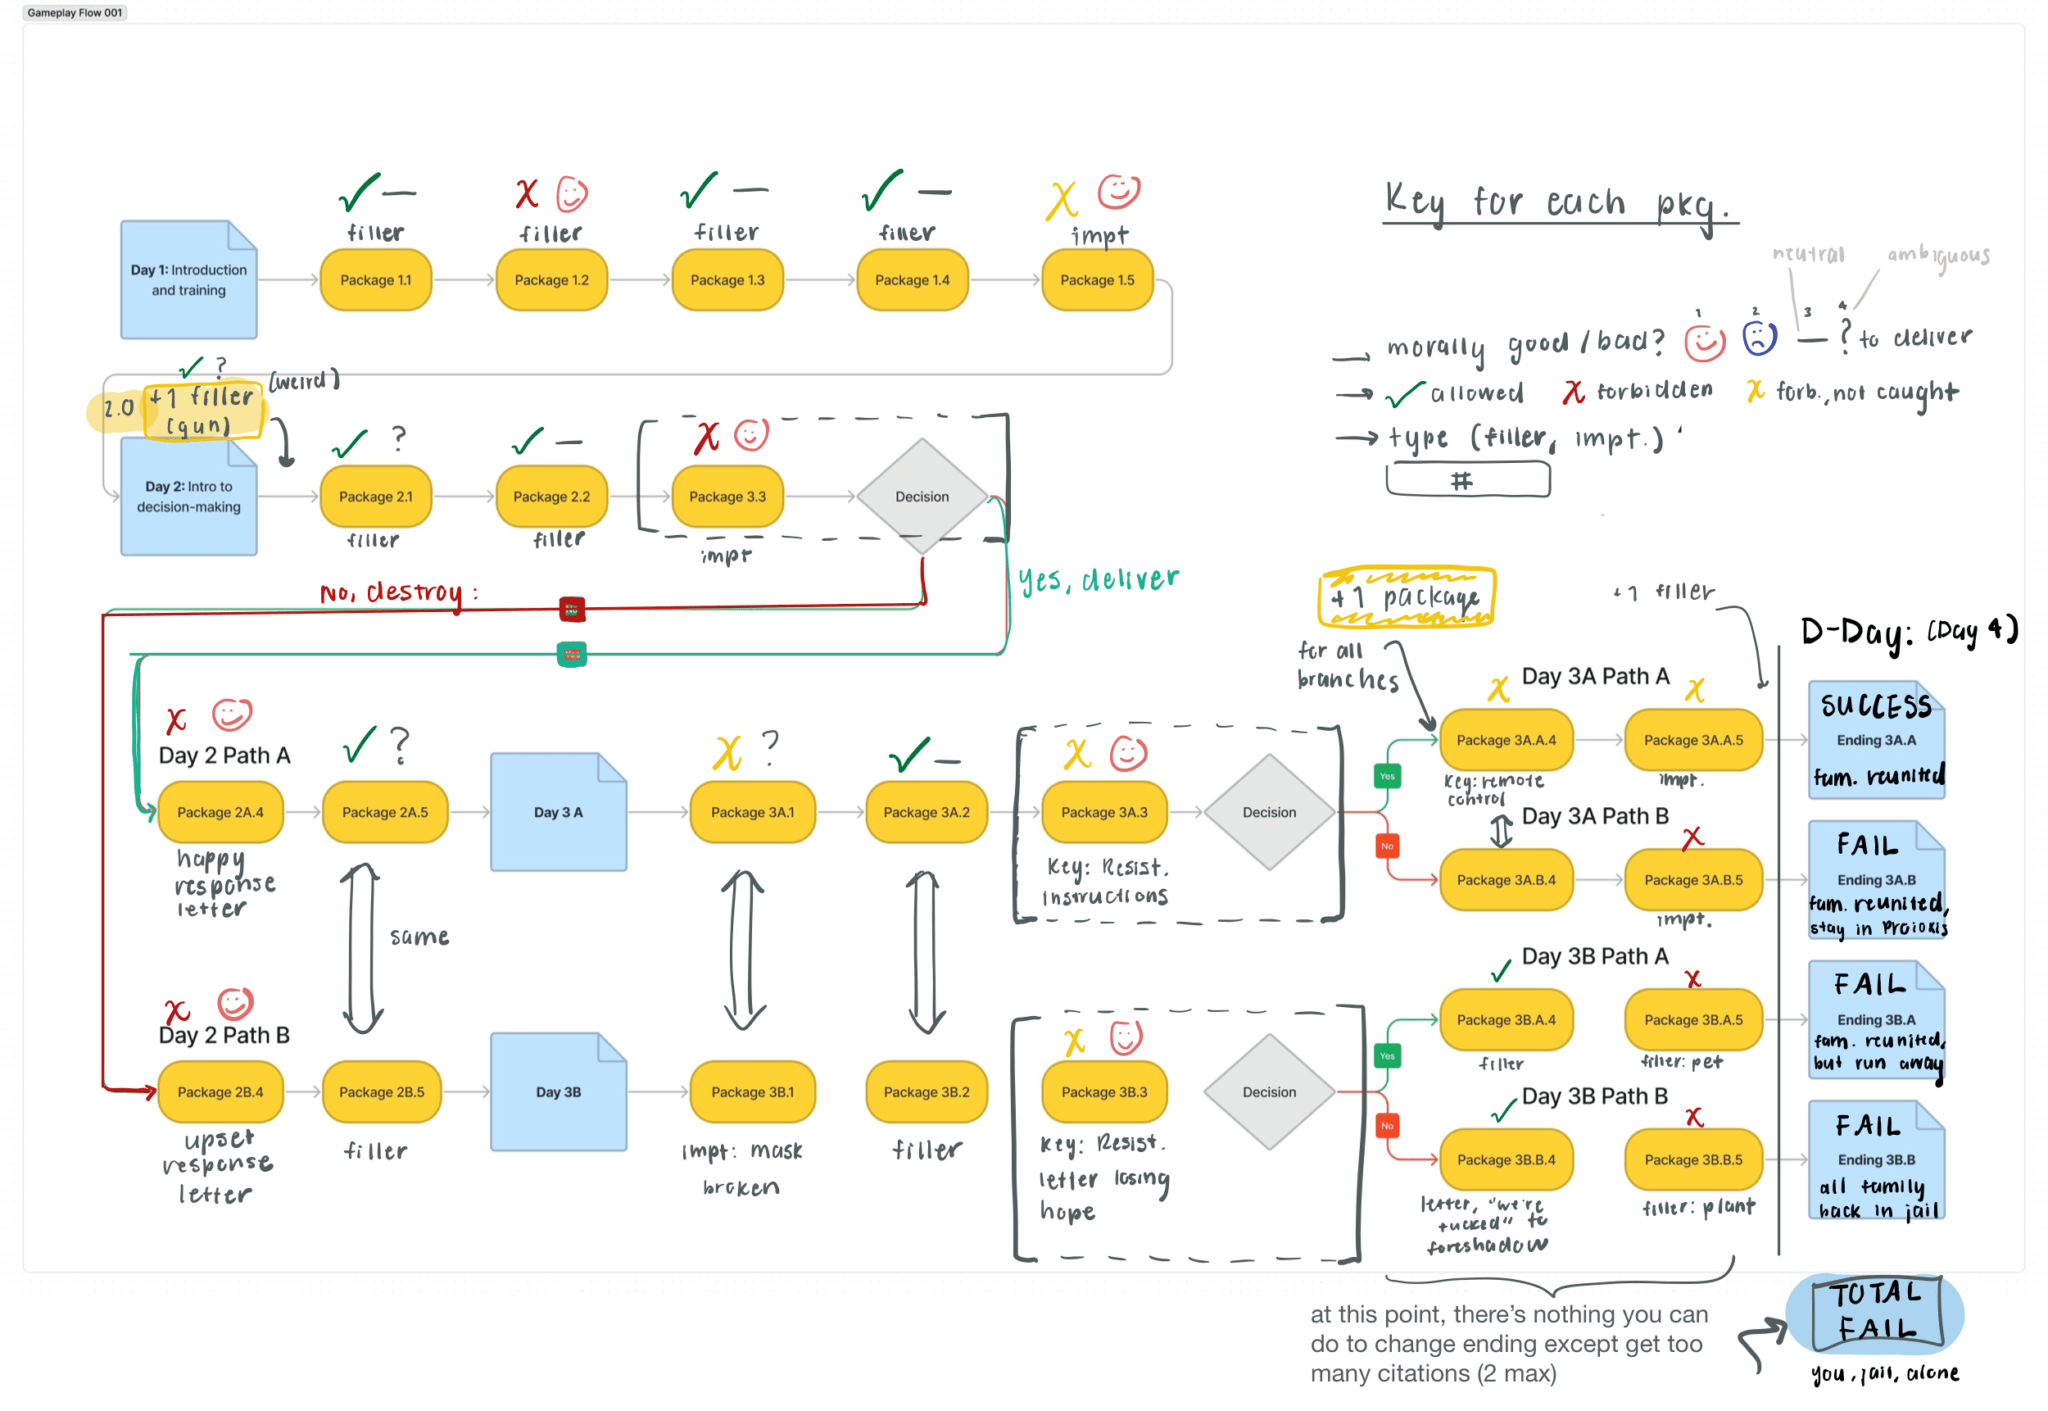 Gameplay Flow 001
filler
filler
filler
filler
impt
Day 1: Introduction
and training
Package 1.1
Package 1.2
Package 1.3
Package 1.4
Package 1.5
Key for each pkg.
neutral
ambiguous
1
2
3
4
morally good/bad? — ? to deliver
allowed X forbidden X forb., not caught
type (filler, impt.)
#
✓ ?
2.0 +1 filler (weird)
(gun)
Day 2: Intro to
decision-making
✓ ?
✓ —
X
Package 2.1
Package 2.2
Package 3.3
Decision
filler
filler
impt
No, destroy:
Yes, deliver
+1 package
for all
branches
+1 filler
D-Day: (Day 4)
X
Day 2 Path A
✓ ?
X ?
✓ —
X
Package 2A.4
Package 2A.5
Day 3 A
Package 3A.1
Package 3A.2
Package 3A.3
Decision
happy
response
letter
same
Key: Resist.
instructions
Yes
No
X Day 3A Path A X
Package 3A.A.4
Package 3A.A.5
Key: remote
control
impt.
SUCCESS
Ending 3A.A
fam. reunited
Day 3A Path B X
Package 3A.B.4
Package 3A.B.5
impt.
FAIL
Ending 3A.B
fam. reunited,
stay in Proioxis
X
Day 2 Path B
Package 2B.4
Package 2B.5
Day 3B
Package 3B.1
Package 3B.2
X
Package 3B.3
Decision
upset
response
letter
filler
impt: mask
broken
filler
Key: Resist.
letter losing
hope
Yes
No
✓ Day 3B Path A X
Package 3B.A.4
Package 3B.A.5
filler
filler: pet
FAIL
Ending 3B.A
fam. reunited,
but run away
✓ Day 3B Path B X
Package 3B.B.4
Package 3B.B.5
letter, "we're
fucked" to
foreshadow
filler: plant
FAIL
Ending 3B.B
all family
back in jail
at this point, there's nothing you can
do to change ending except get too
many citations (2 max)
TOTAL
FAIL
you, jail, alone